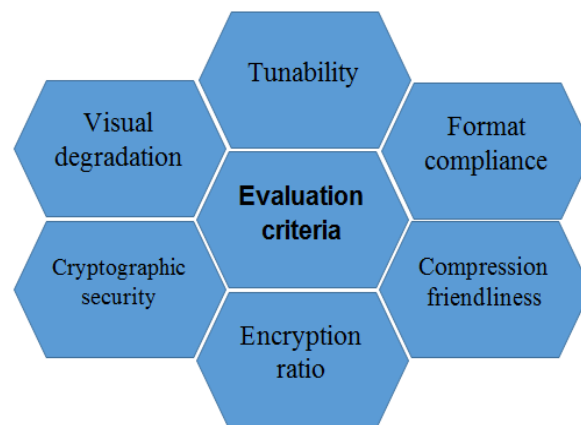 Tunability
Visual
degradation
Format
compliance
Evaluation
criteria
Cryptographic
security
Compression
friendliness
Encryption
ratio